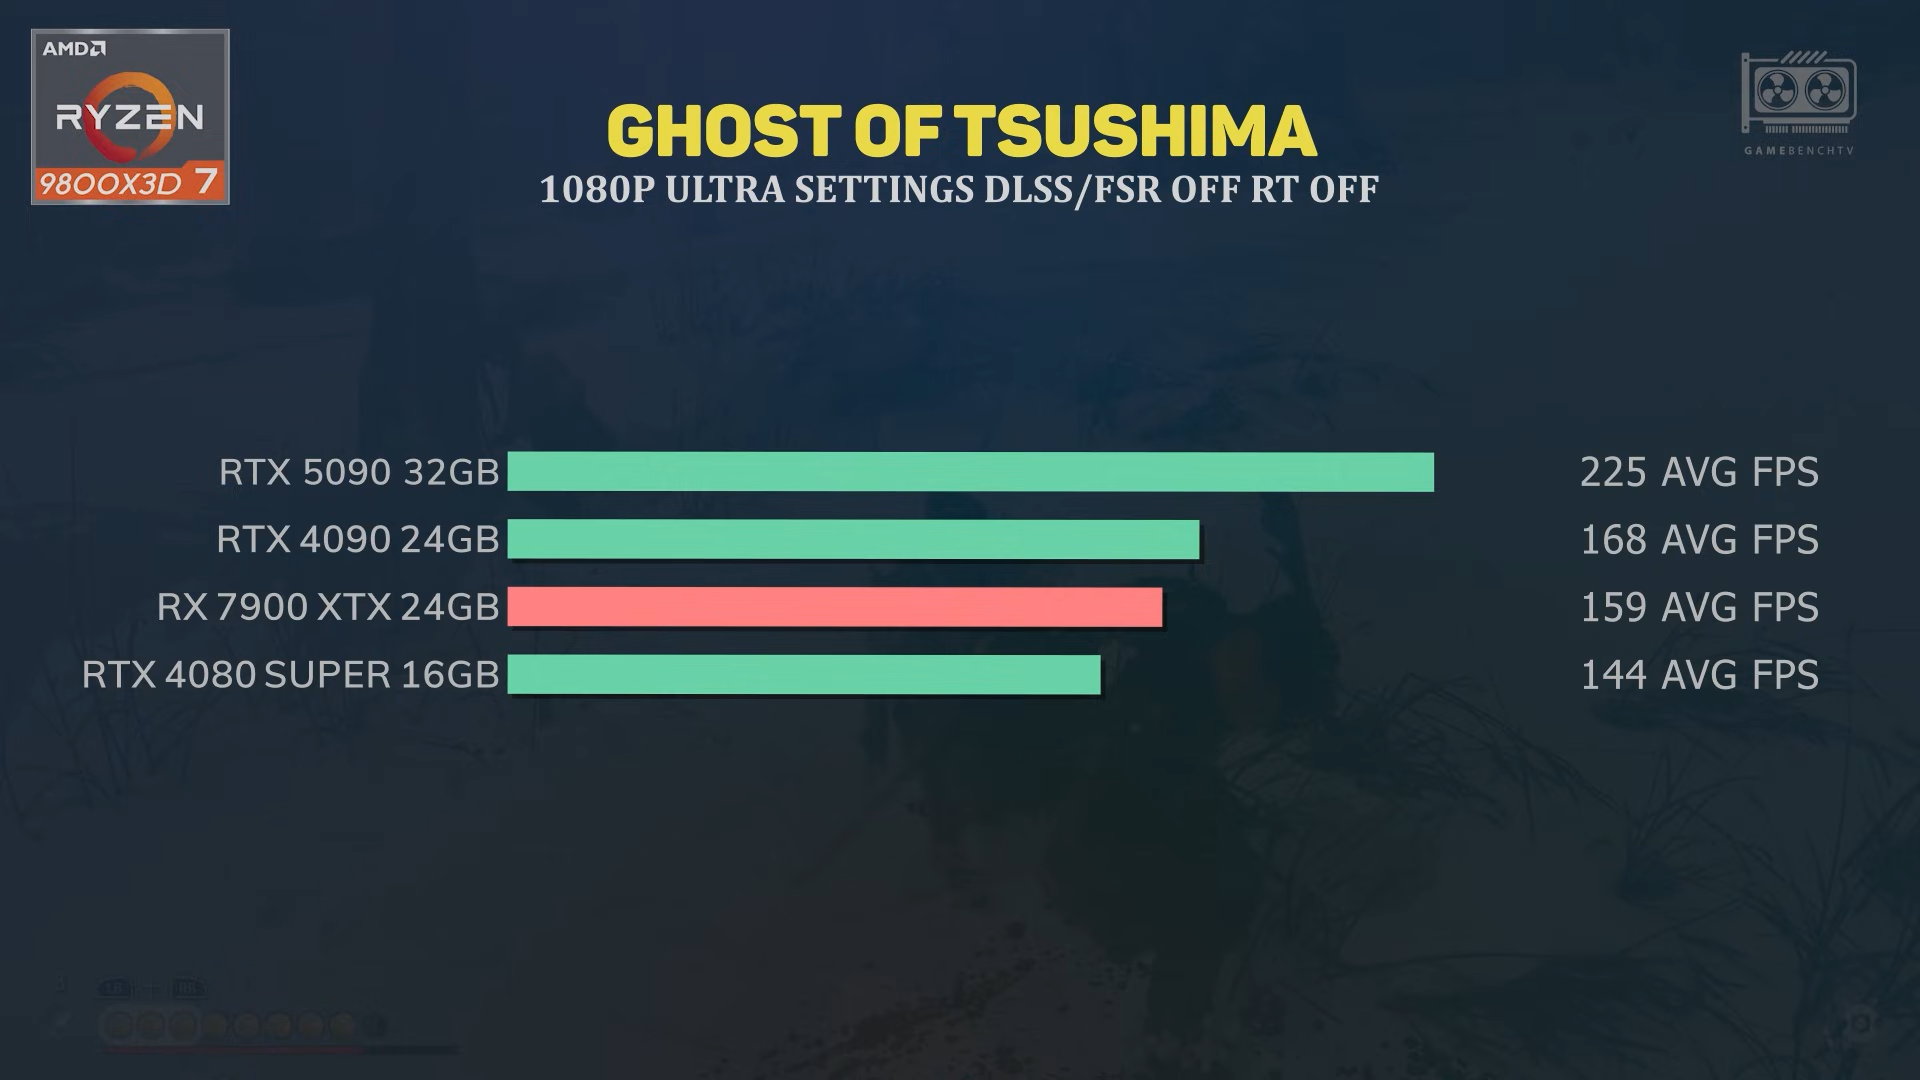 AMD
RYZEN
9800X3D 7
GAMEBENCHTV
GHOST OF TSUSHIMA
1080P ULTRA SETTINGS DLSS/FSR OFF RT OFF
RTX 5090 32GB 225 AVG FPS
RTX 4090 24GB 168 AVG FPS
RX 7900 XTX 24GB 159 AVG FPS
RTX 4080 SUPER 16GB 144 AVG FPS